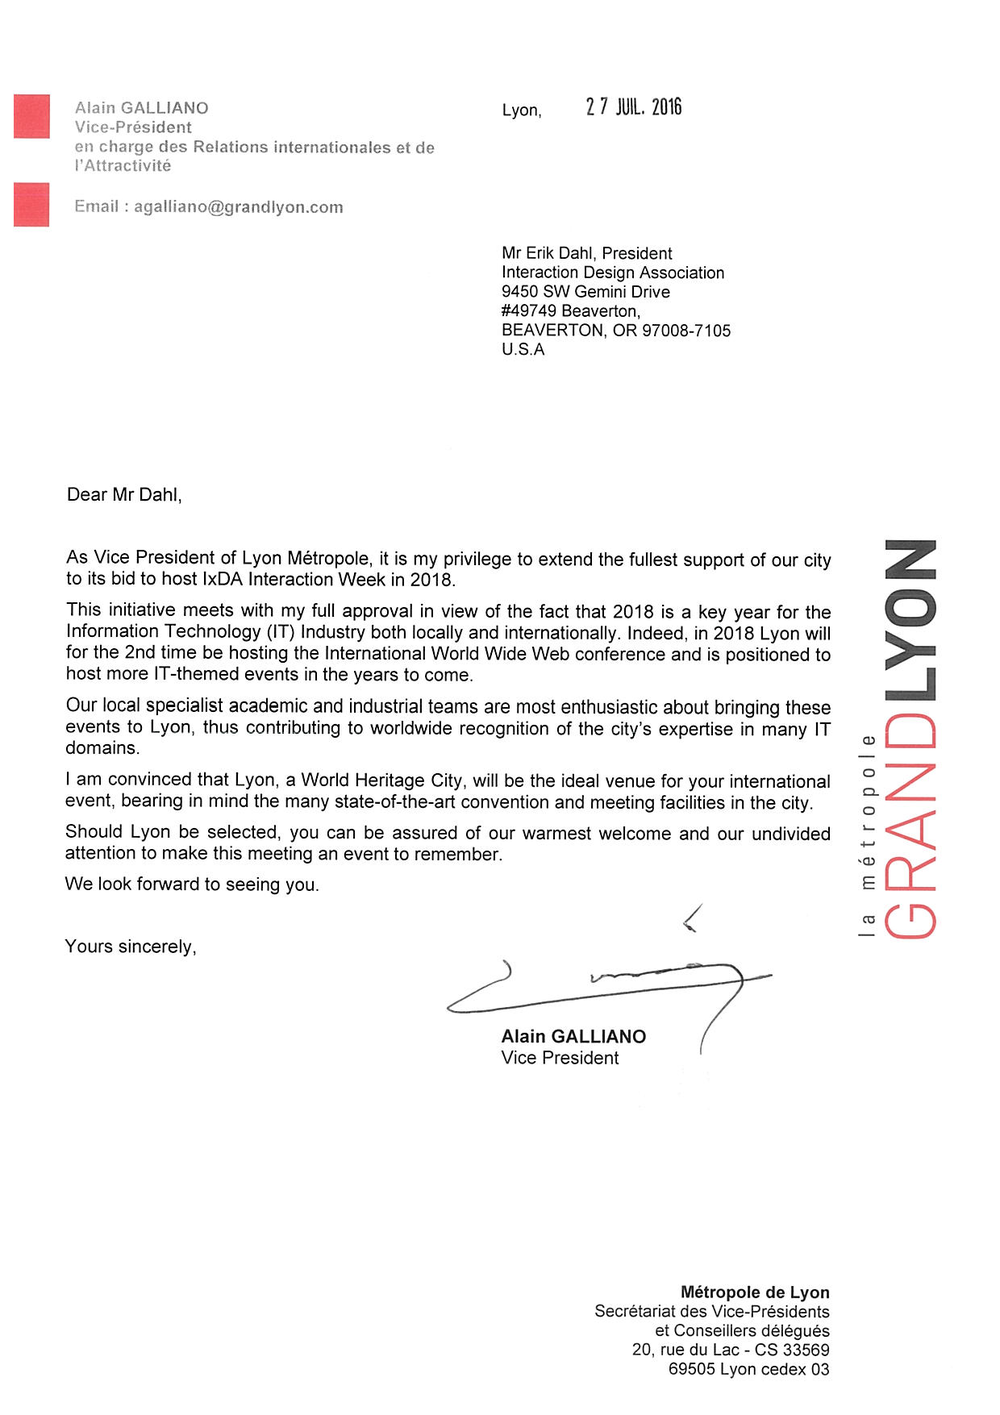 Alain GALLIANO
Vice-Président
en charge des Relations internationales et de
l'Attractivité
Email : agalliano@grandlyon.com
Lyon, 27 JUIL. 2016
Mr Erik Dahl, President
Interaction Design Association
9450 SW Gemini Drive
#49749 Beaverton,
BEAVERTON, OR 97008-7105
U.S.A
Dear Mr Dahl,
As Vice President of Lyon Métropole, it is my privilege to extend the fullest support of our city
to its bid to host IxDA Interaction Week in 2018.
This initiative meets with my full approval in view of the fact that 2018 is a key year for the
Information Technology (IT) Industry both locally and internationally. Indeed, in 2018 Lyon will
for the 2nd time be hosting the International World Wide Web conference and is positioned to
host more IT-themed events in the years to come.
Our local specialist academic and industrial teams are most enthusiastic about bringing these
events to Lyon, thus contributing to worldwide recognition of the city's expertise in many IT
domains.
I am convinced that Lyon, a World Heritage City, will be the ideal venue for your international
event, bearing in mind the many state-of-the-art convention and meeting facilities in the city.
Should Lyon be selected, you can be assured of our warmest welcome and our undivided
attention to make this meeting an event to remember.
We look forward to seeing you.
Yours sincerely,
Alain GALLIANO
Vice President
la métropole
GRANDLYON
Métropole de Lyon
Secrétariat des Vice-Présidents
et Conseillers délégués
20, rue du Lac - CS 33569
69505 Lyon cedex 03